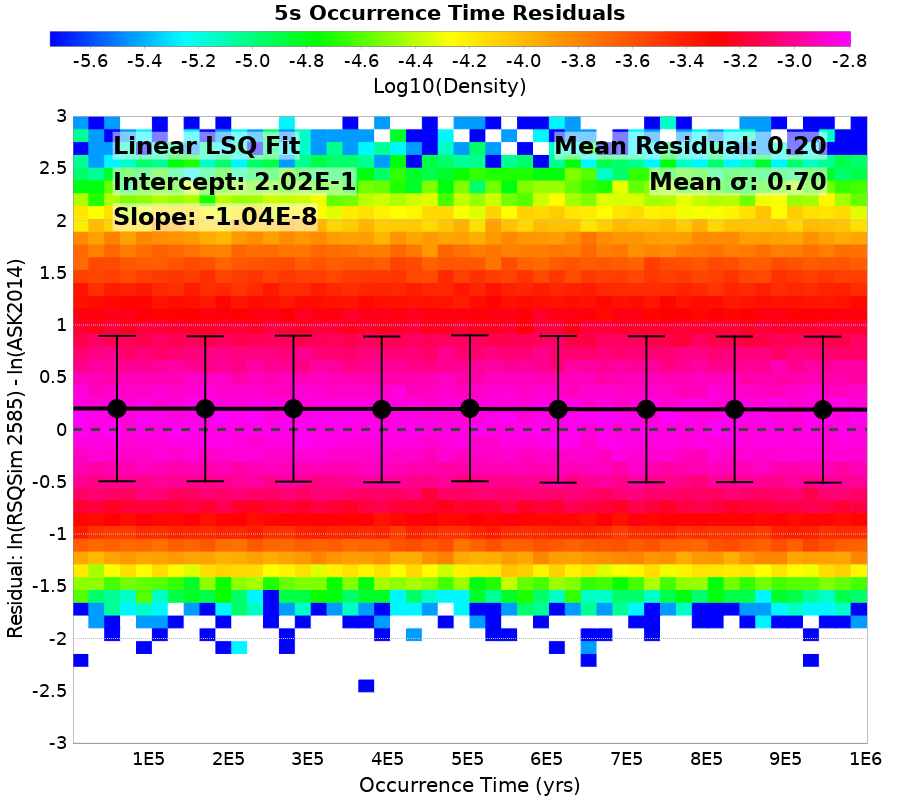 5s Occurrence Time Residuals
-5.6 -5.4 -5.2 -5.0 -4.8 -4.6 -4.4 -4.2 -4.0 -3.8 -3.6 -3.4 -3.2 -3.0 -2.8
Log10(Density)
Linear LSQ Fit
Intercept: 2.02E-1
Slope: -1.04E-8
Mean Residual: 0.20
Mean σ: 0.70
Residual: ln(RSQSim 2585) - ln(ASK2014)
3
2.5
2
1.5
1
0.5
0
-0.5
-1
-1.5
-2
-2.5
-3
1E5 2E5 3E5 4E5 5E5 6E5 7E5 8E5 9E5 1E6
Occurrence Time (yrs)